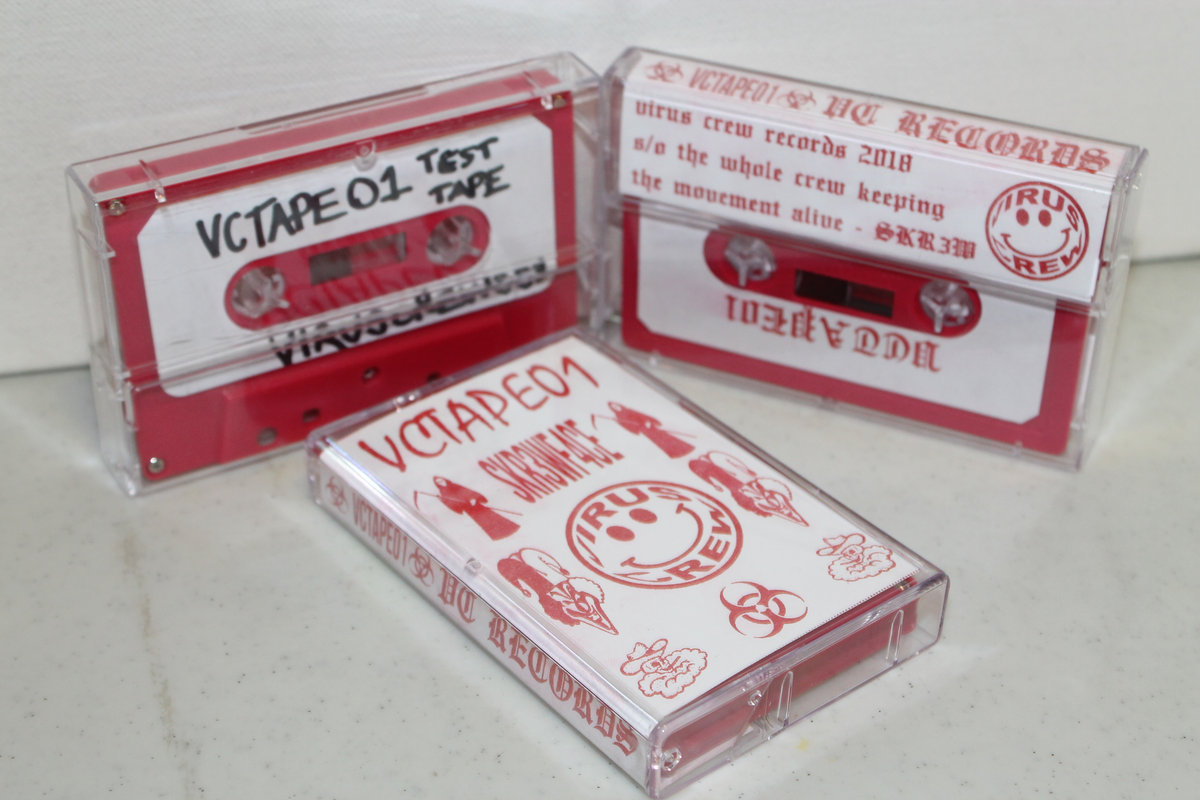 VCTAPE01 TEST
TAPE
VCTAPE01 VC RECORDS
virus crew records 2018
s/o the whole crew keeping
the movement alive - SKR3W
VIRUS
CREW
VCTAPE01
VCTAPE01
SKR3WF4CE
VIRUS
CREW
VCTAPE01 VC RECORDS